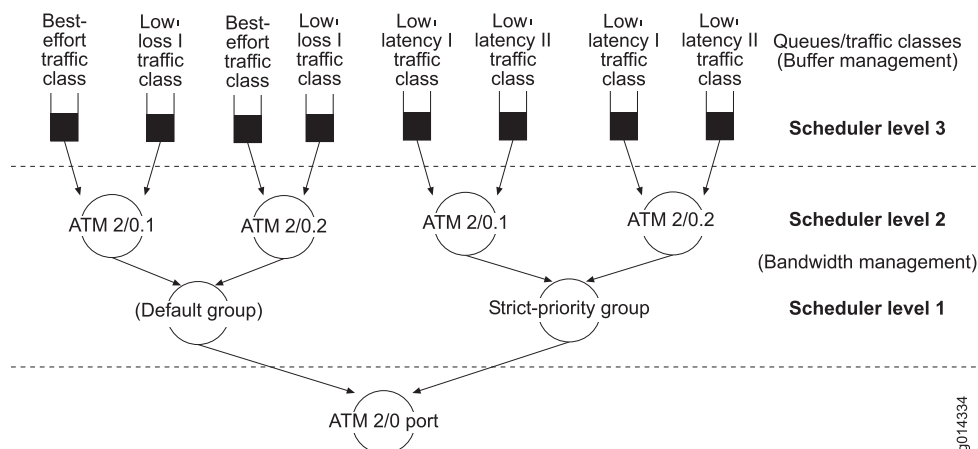 Best-
effort
traffic
class
Low-
loss I
traffic
class
Best-
effort
traffic
class
Low-
loss I
traffic
class
Low-
latency I
traffic
class
Low-
latency II
traffic
class
Low-
latency I
traffic
class
Low-
latency II
traffic
class
Queues/traffic classes
(Buffer management)
Scheduler level 3
ATM 2/0.1
ATM 2/0.2
ATM 2/0.1
ATM 2/0.2
Scheduler level 2
(Bandwidth management)
(Default group)
Strict-priority group
Scheduler level 1
ATM 2/0 port
g014334